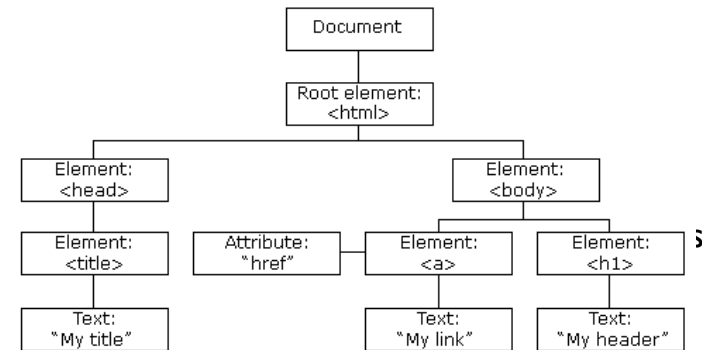 Document
Root element:
<html>
Element:
<head>
Element:
<body>
Element:
<title>
Attribute:
“href”
Element:
<a>
Element:
<h1>
s
Text:
“My title”
Text:
“My link”
Text:
“My header”